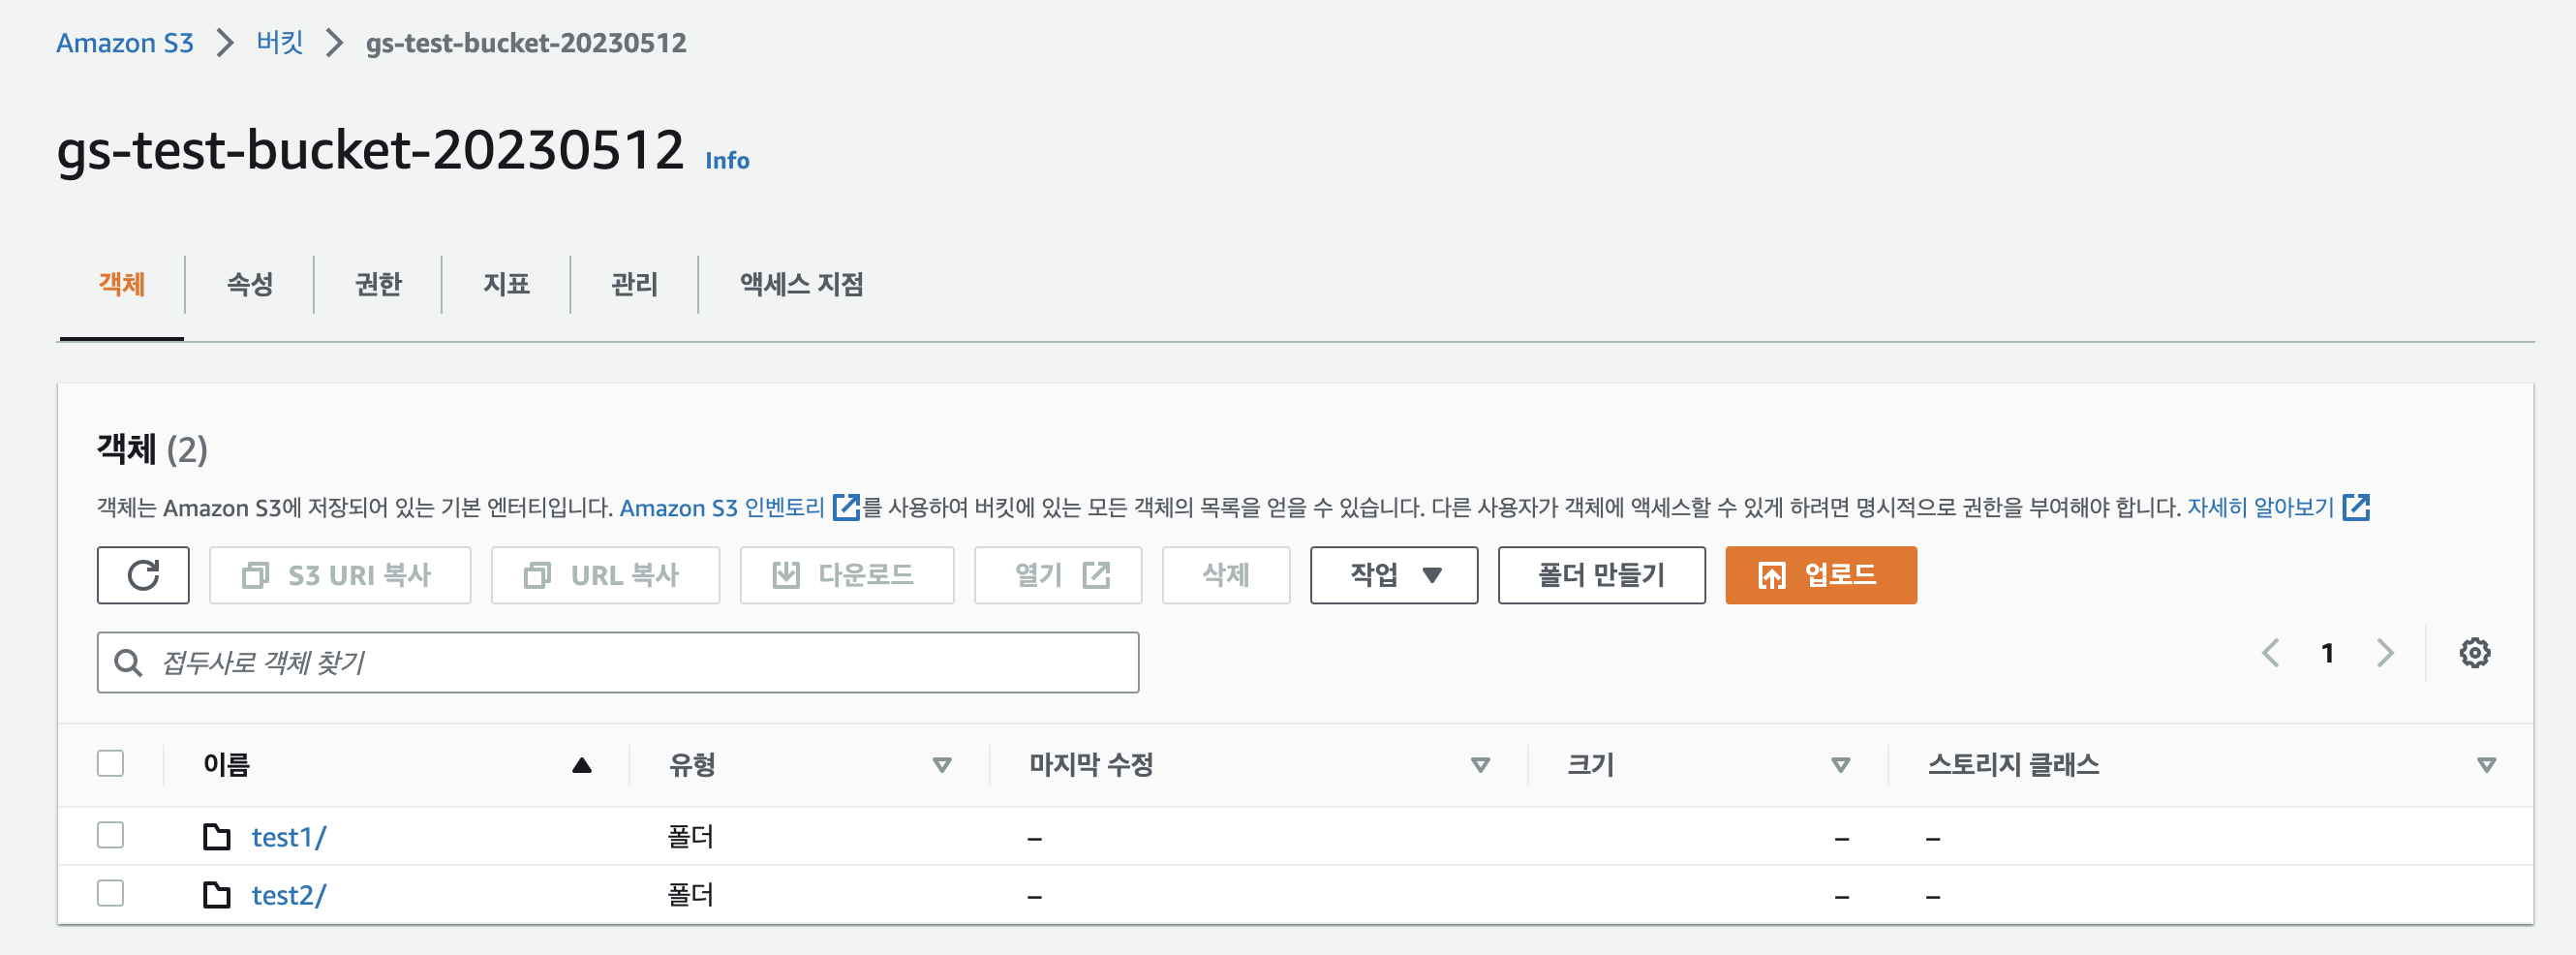 Amazon S3 > 버킷 > gs-test-bucket-20230512
gs-test-bucket-20230512 Info
객체 속성 권한 지표 관리 액세스 지점
객체 (2)
객체는 Amazon S3에 저장되어 있는 기본 엔터티입니다. Amazon S3 인벤토리를 사용하여 버킷에 있는 모든 객체의 목록을 얻을 수 있습니다. 다른 사용자가 객체에 액세스할 수 있게 하려면 명시적으로 권한을 부여해야 합니다. 자세히 알아보기
S3 URI 복사 URL 복사 다운로드 열기 삭제 작업 폴더 만들기 업로드
접두사로 객체 찾기 1
이름 유형 마지막 수정 크기 스토리지 클래스
test1/ 폴더 – – –
test2/ 폴더 – – –